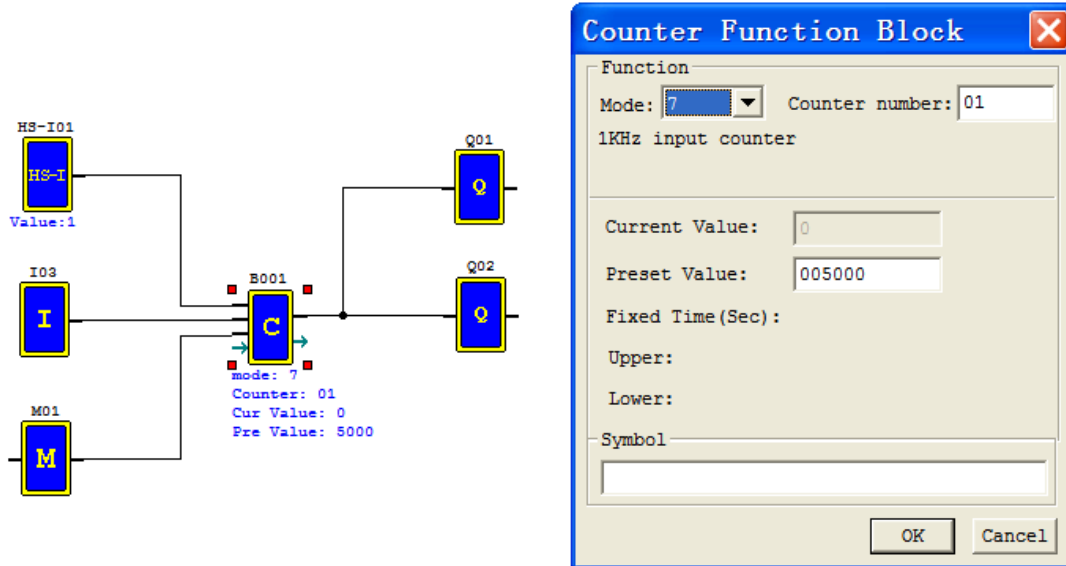 HS-I01
HS-I
Value:1
I03
I
M01
M
B001
C
mode: 7
Counter: 01
Cur Value: 0
Pre Value: 5000
Q01
Q
Q02
Q
Counter Function Block
Function
Mode: 7 Counter number: 01
1KHz input counter
Current Value: 0
Preset Value: 005000
Fixed Time(Sec):
Upper:
Lower:
Symbol
OK Cancel